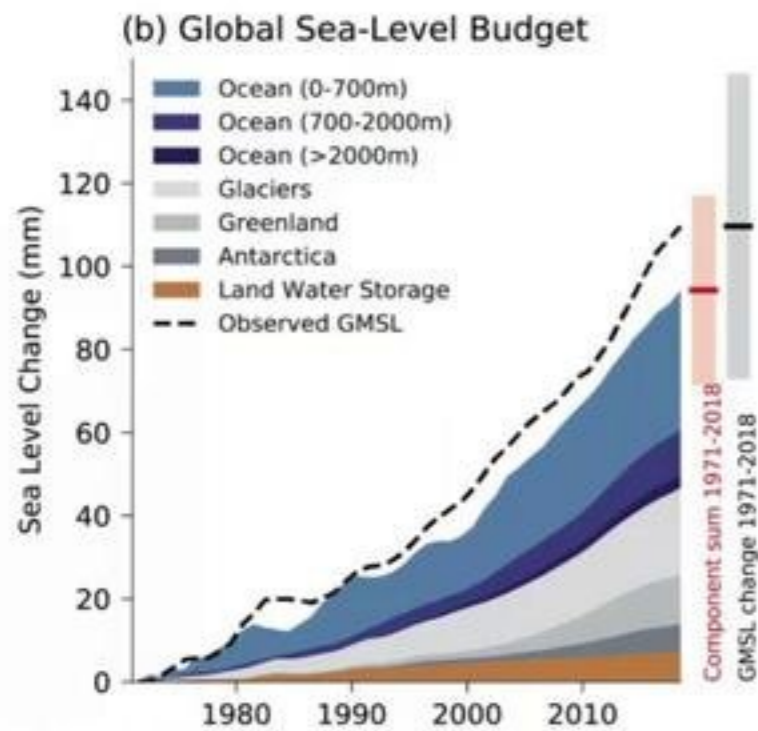 (b) Global Sea-Level Budget
Sea Level Change (mm)
140
120
100
80
60
40
20
0
Ocean (0-700m)
Ocean (700-2000m)
Ocean (>2000m)
Glaciers
Greenland
Antarctica
Land Water Storage
Observed GMSL
1980
1990
2000
2010
Component sum 1971-2018
GMSL change 1971-2018